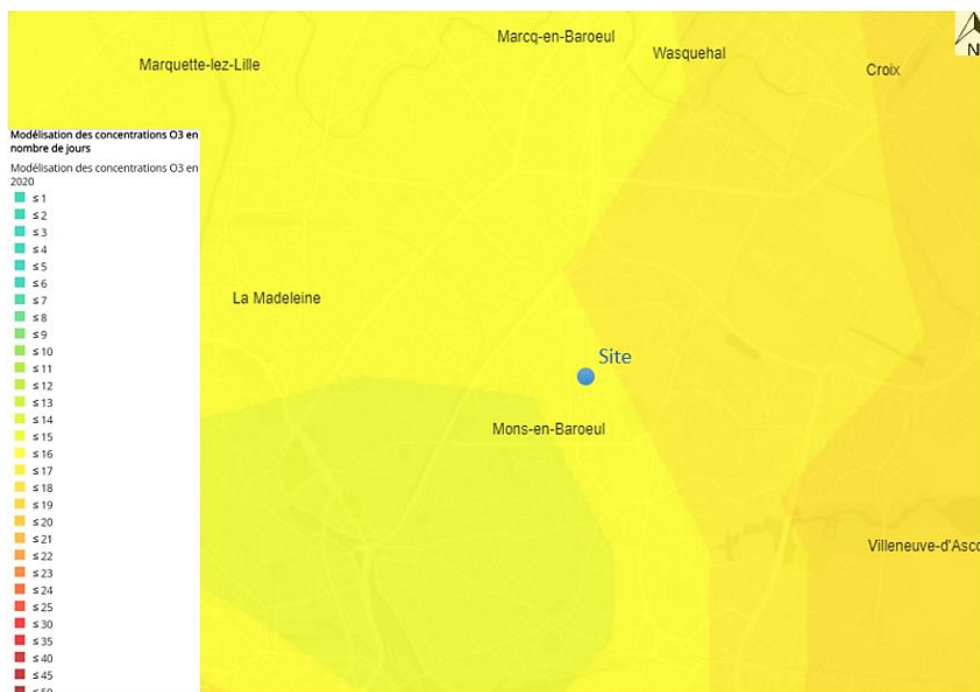 Marcq-en-Baroeul
Marquette-lez-Lille
Wasquehal
Croix
N
Modélisation des concentrations O3 en
nombre de jours
Modélisation des concentrations O3 en
2020
≤ 1
≤ 2
≤ 3
≤ 4
≤ 5
≤ 6
≤ 7
≤ 8
≤ 9
≤ 10
≤ 11
≤ 12
≤ 13
≤ 14
≤ 15
≤ 16
≤ 17
≤ 18
≤ 19
≤ 20
≤ 21
≤ 22
≤ 23
≤ 24
≤ 25
≤ 30
≤ 35
≤ 40
≤ 45
≤ 50
La Madeleine
Site
Mons-en-Baroeul
Villeneuve-d'Asc